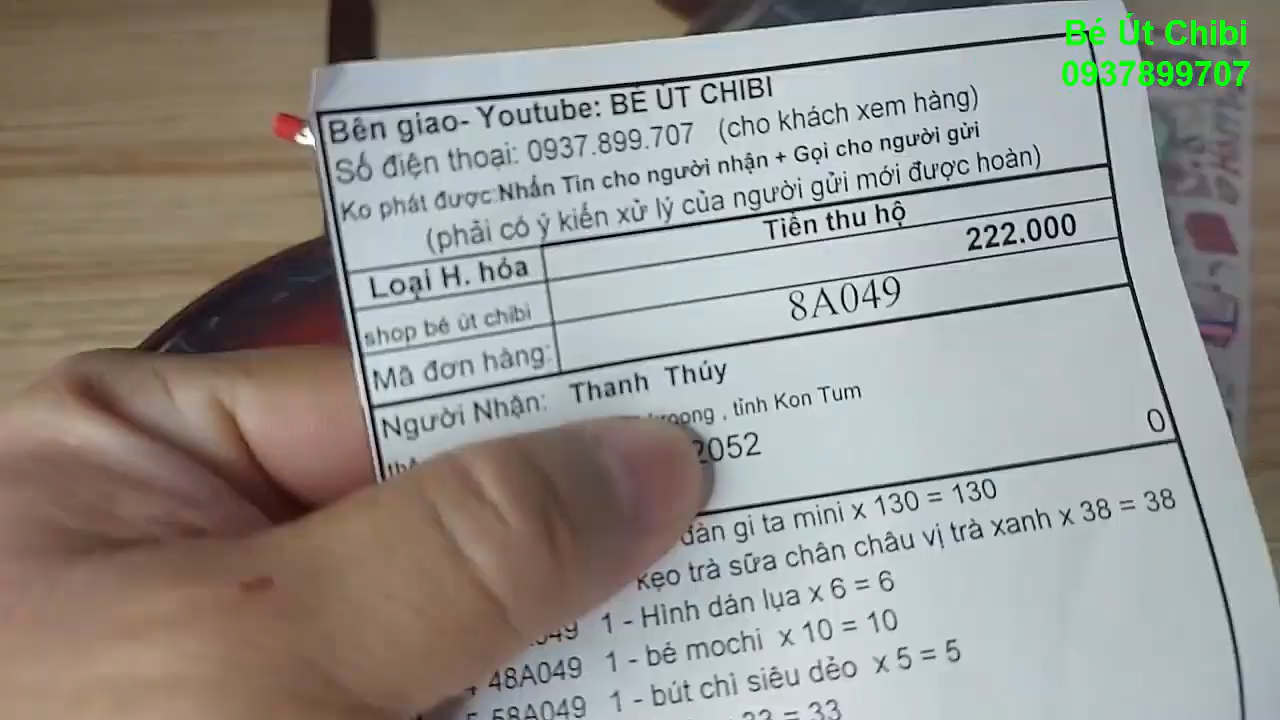 Bé Út Chibi
0937899707
Bên giao- Youtube: BÉ ÚT CHIBI
Số điện thoại: 0937.899.707 (cho khách xem hàng)
Ko phát được:Nhắn Tin cho người nhận + Gọi cho người gửi
(phải có ý kiến xử lý của người gửi mới được hoàn)
Loại H. hóa Tiền thu hộ
shop bé út chibi 222.000
Mã đơn hàng: 8A049
Người Nhận: Thanh Thúy
, tỉnh Kon Tum
2052 0
đàn gi ta mini x 130 = 130
kẹo trà sữa chân châu vị trà xanh x 38 = 38
1 - Hình dán lụa x 6 = 6
48A049 1 - bé mochi x 10 = 10
58A049 1 - bút chì siêu dẻo x 5 = 5
= 33